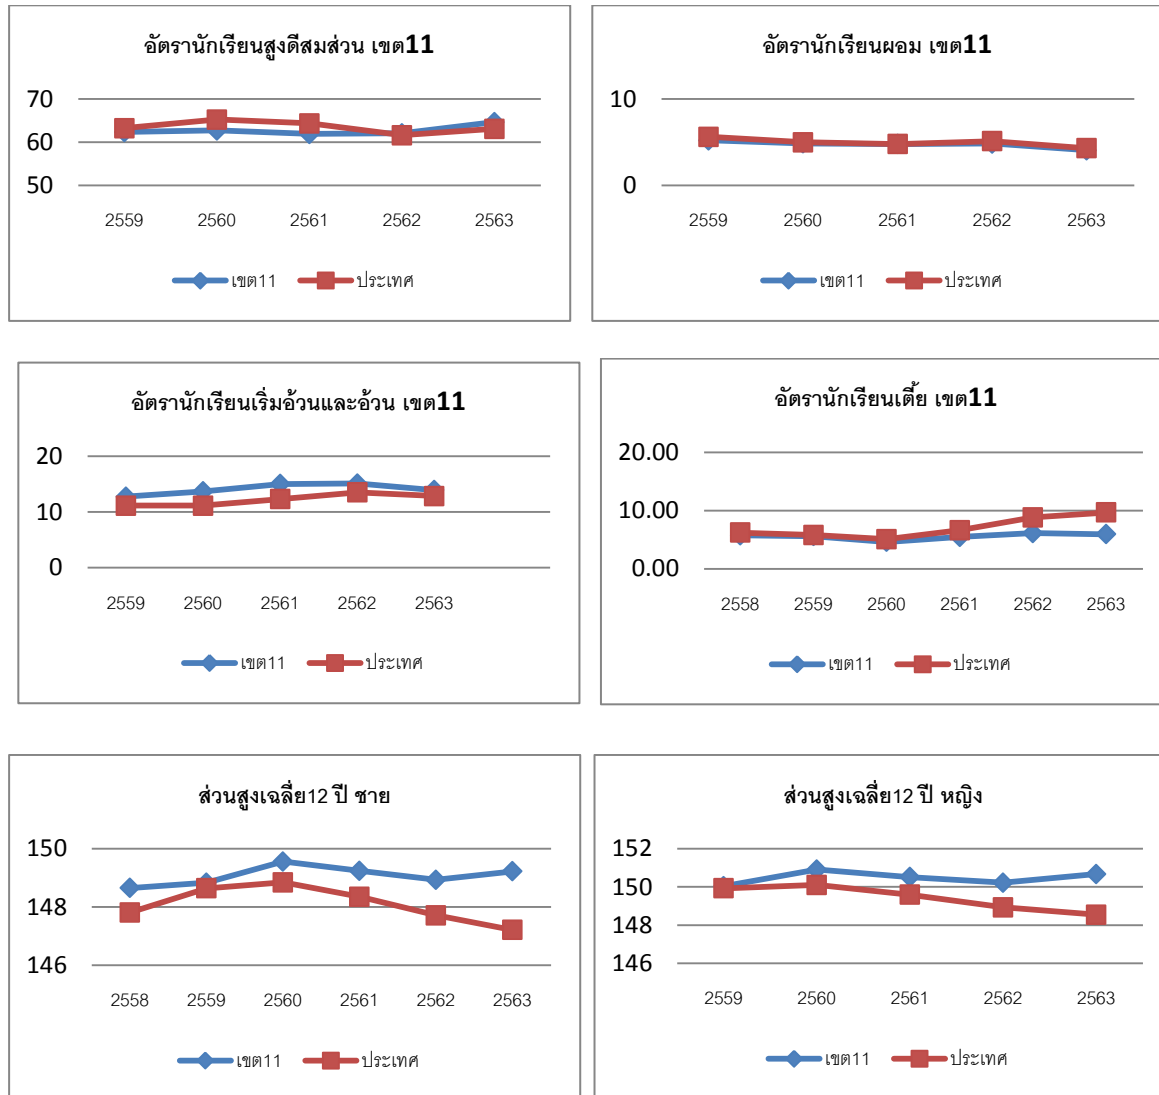 อัตรานักเรียนสูงดีสมส่วน เขต11
70
60
50
2559 2560 2561 2562 2563
เขต11 ประเทศ
อัตรานักเรียนผอม เขต11
10
0
2559 2560 2561 2562 2563
เขต11 ประเทศ
อัตรานักเรียนเริ่มอ้วนและอ้วน เขต11
20
10
0
2559 2560 2561 2562 2563
เขต11 ประเทศ
อัตรานักเรียนเตี้ย เขต11
20.00
10.00
0.00
2558 2559 2560 2561 2562 2563
เขต11 ประเทศ
ส่วนสูงเฉลี่ย12 ปี ชาย
150
148
146
2558 2559 2560 2561 2562 2563
เขต11 ประเทศ
ส่วนสูงเฉลี่ย12 ปี หญิง
152
150
148
146
2559 2560 2561 2562 2563
เขต11 ประเทศ